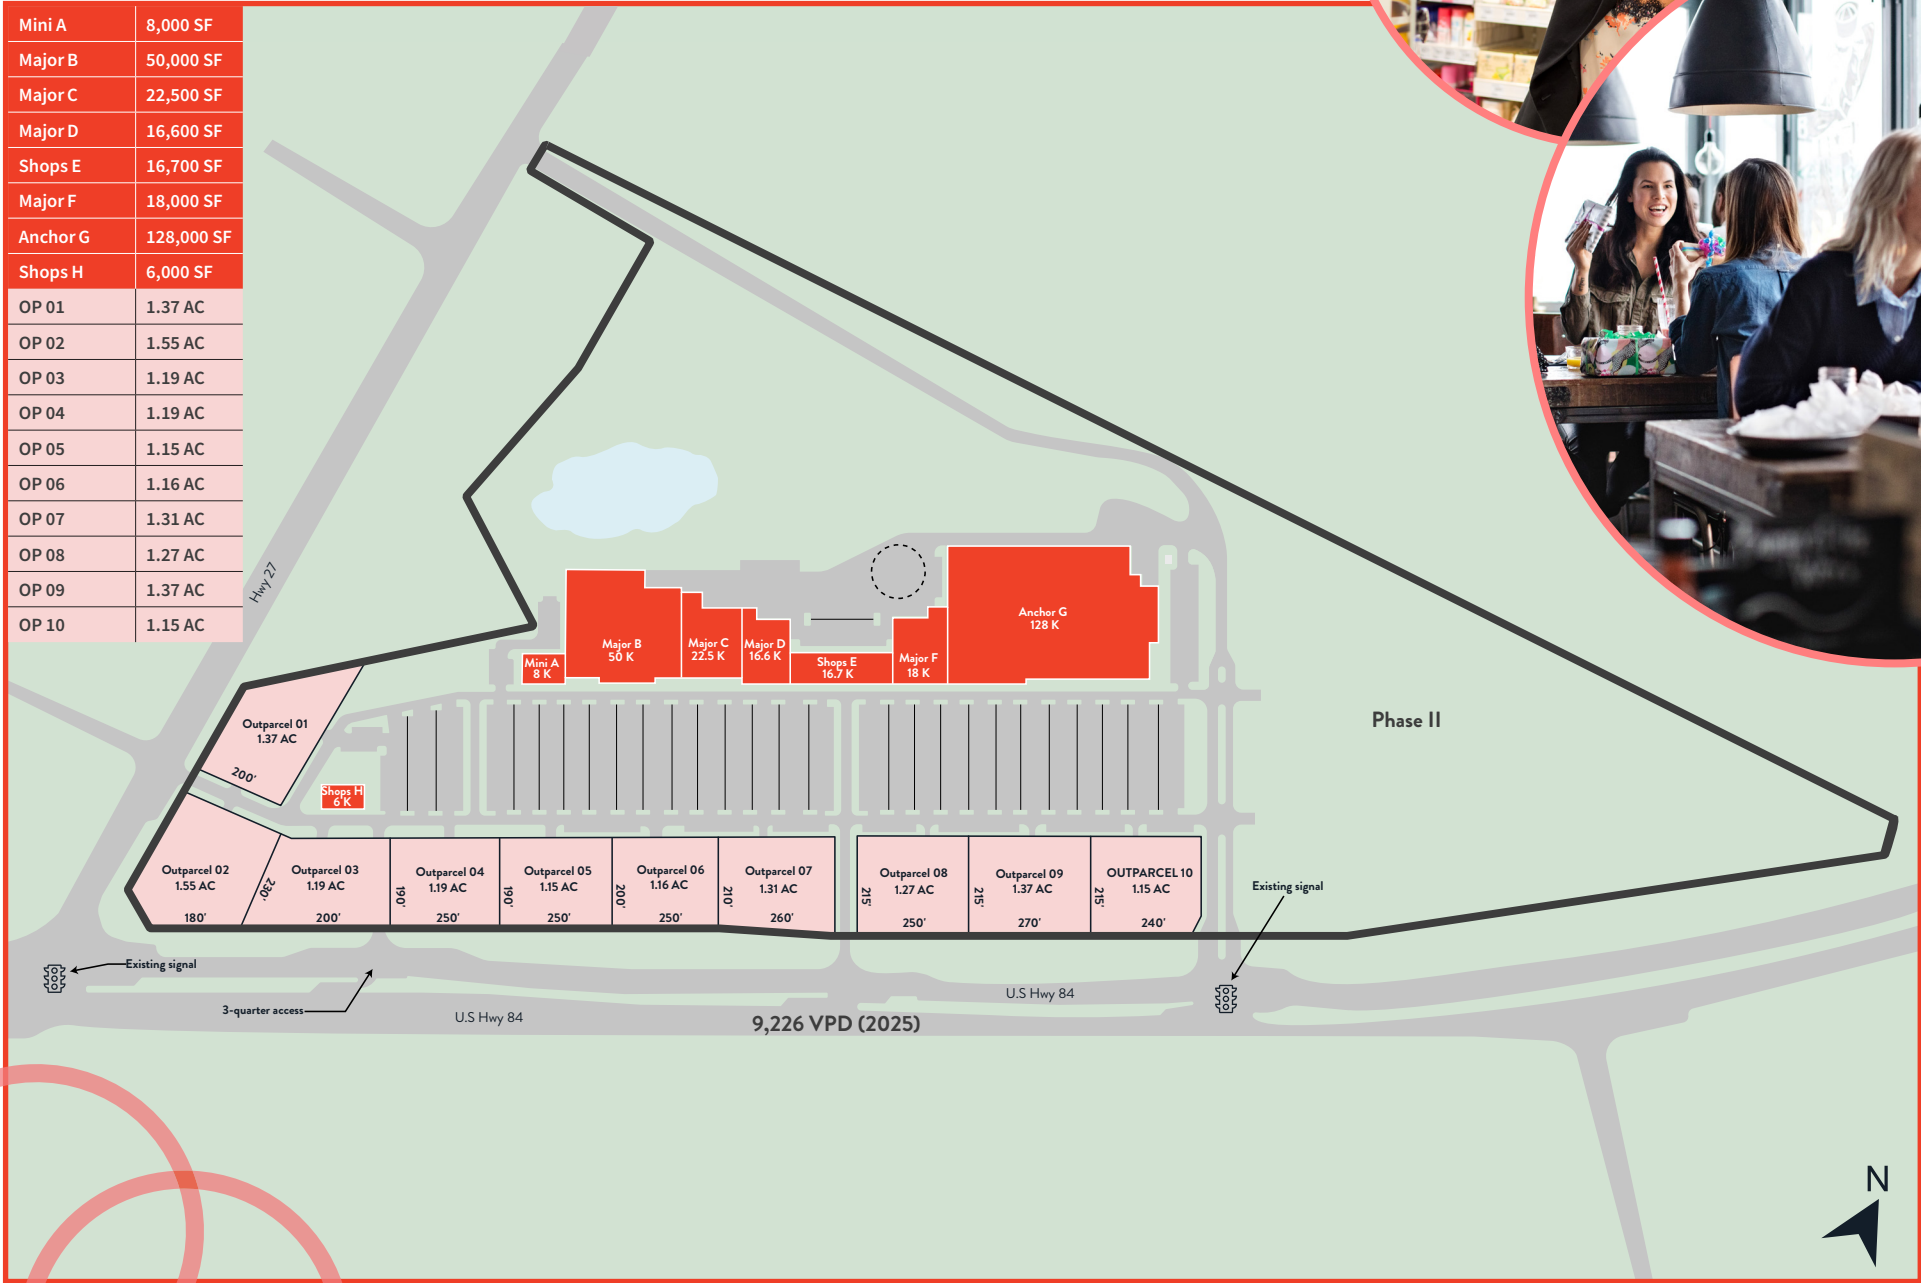 Mini A 8,000 SF
Major B 50,000 SF
Major C 22,500 SF
Major D 16,600 SF
Shops E 16,700 SF
Major F 18,000 SF
Anchor G 128,000 SF
Shops H 6,000 SF
OP 01 1.37 AC
OP 02 1.55 AC
OP 03 1.19 AC
OP 04 1.19 AC
OP 05 1.15 AC
OP 06 1.16 AC
OP 07 1.31 AC
OP 08 1.27 AC
OP 09 1.37 AC
OP 10 1.15 AC
Hwy 27
Mini A
8 K
Major B
50 K
Major C
22.5 K
Major D
16.6 K
Shops E
16.7 K
Major F
18 K
Anchor G
128 K
Phase II
Outparcel 01
1.37 AC
200'
Shops H
6 K
Outparcel 02
1.55 AC
180'
230'
Outparcel 03
1.19 AC
200'
190'
Outparcel 04
1.19 AC
250'
190'
Outparcel 05
1.15 AC
250'
200'
Outparcel 06
1.16 AC
250'
210'
Outparcel 07
1.31 AC
260'
215'
Outparcel 08
1.27 AC
250'
215'
Outparcel 09
1.37 AC
270'
215'
OUTPARCEL 10
1.15 AC
240'
Existing signal
Existing signal
3-quarter access
U.S Hwy 84
U.S Hwy 84
9,226 VPD (2025)
N